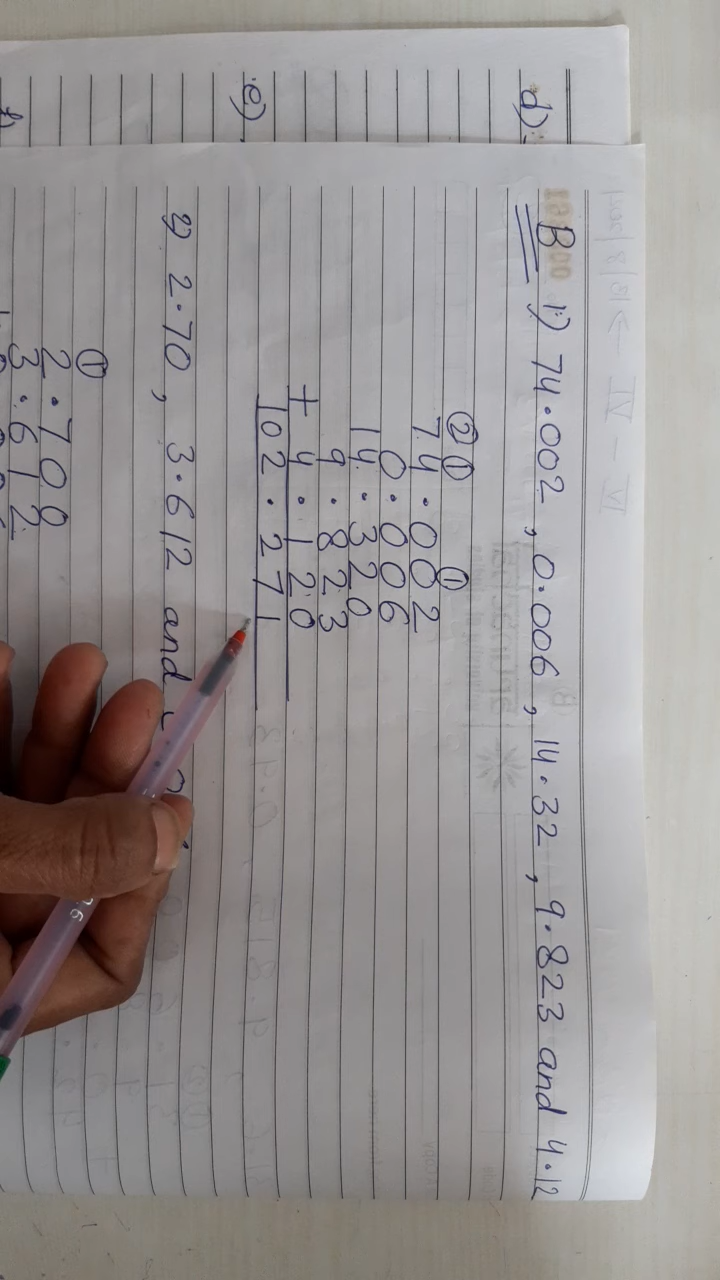 d)
e)
B 1) 74.002, 0.006, 14.32, 9.823 and 4.12
② ① ①
74.002
0.006
14.320
9.823
+ 4.120
102.271
2) 2.70, 3.612 and
①
2.700
3.612